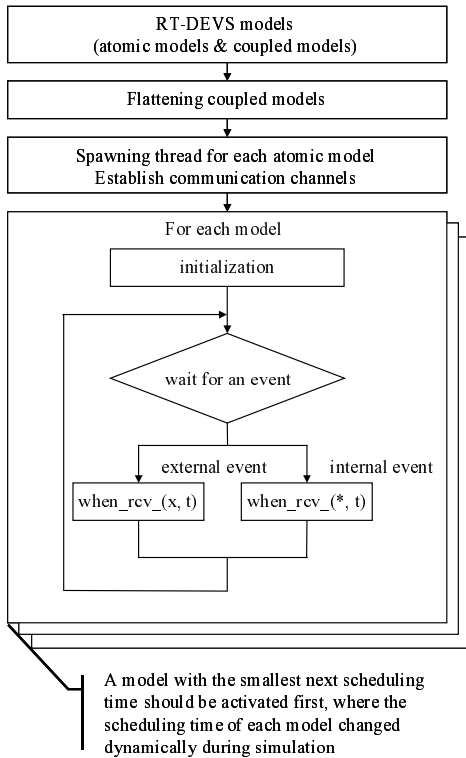 RT-DEVS models
(atomic models & coupled models)
Flattening coupled models
Spawning thread for each atomic model
Establish communication channels
For each model
initialization
wait for an event
external event
internal event
when_rcv_(x, t)
when_rcv_(*, t)
A model with the smallest next scheduling
time should be activated first, where the
scheduling time of each model changed
dynamically during simulation